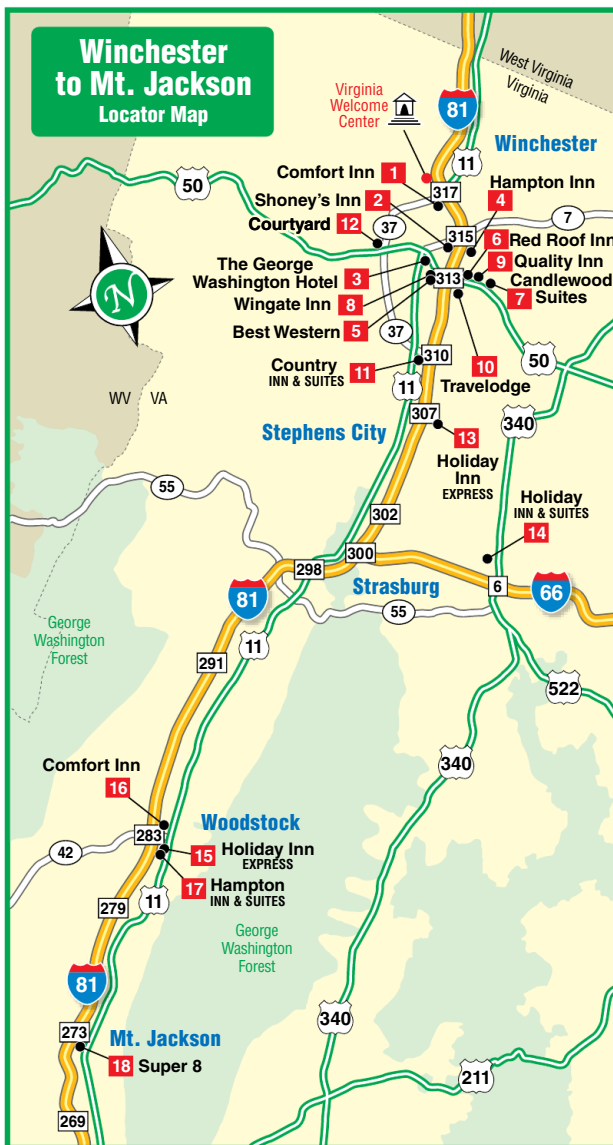 Winchester
to Mt. Jackson
Locator Map
West Virginia
Virginia
Virginia
Welcome
Center
81
11
Winchester
50
Comfort Inn 1
317
Hampton Inn
4
Shoney's Inn 2
37
7
Courtyard 12
315
6 Red Roof Inn
The George
Washington Hotel 3
9 Quality Inn
Candlewood
7 Suites
313
Wingate Inn 8
N
Best Western 5
37
310
Country
INN & SUITES 11
10
Travelodge
50
11
WV VA
340
307
Stephens City
13
Holiday
Inn
EXPRESS
55
Holiday
INN & SUITES
14
302
300
298
Strasburg
6
66
81
55
George
Washington
Forest
11
291
522
340
Comfort Inn
16
Woodstock
283
42
15 Holiday Inn
EXPRESS
17 Hampton
INN & SUITES
11
279
George
Washington
Forest
81
340
273
Mt. Jackson
18 Super 8
211
269